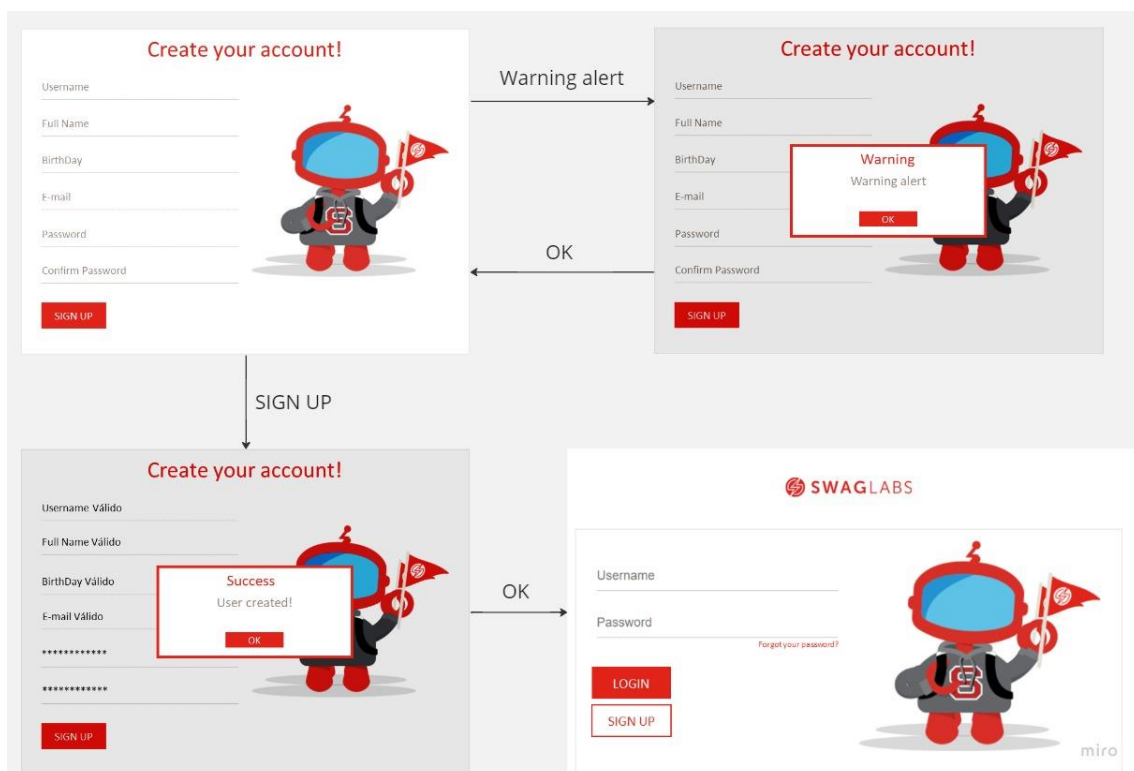 Create your account!
Username
Full Name
BirthDay
E-mail
Password
Confirm Password
SIGN UP
Warning alert
OK
Create your account!
Username
Full Name
BirthDay
E-mail
Password
Confirm Password
SIGN UP
Warning
Warning alert
OK
SIGN UP
Create your account!
Username Válido
Full Name Válido
BirthDay Válido
E-mail Válido
************
************
SIGN UP
Success
User created!
OK
OK
SWAGLABS
Username
Password
Forgot your password?
LOGIN
SIGN UP
miro